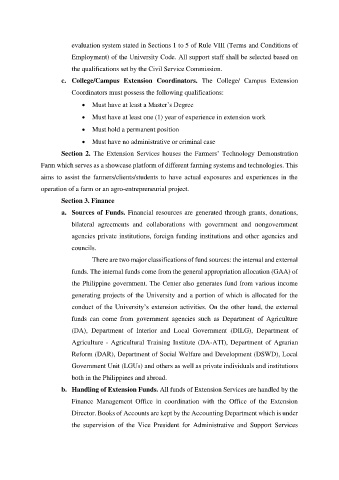 evaluation system stated in Sections 1 to 5 of Rule VIII (Terms and Conditions of
Employment) of the University Code. All support staff shall be selected based on
the qualifications set by the Civil Service Commission.
c. College/Campus Extension Coordinators. The College/ Campus Extension
Coordinators must possess the following qualifications:
• Must have at least a Master's Degree
• Must have at least one (1) year of experience in extension work
• Must hold a permanent position
• Must have no administrative or criminal case
Section 2. The Extension Services houses the Farmers' Technology Demonstration
Farm which serves as a showcase platform of different farming systems and technologies. This
aims to assist the farmers/clients/students to have actual exposures and experiences in the
operation of a farm or an agro-entrepreneurial project.
Section 3. Finance
a. Sources of Funds. Financial resources are generated through grants, donations,
bilateral agreements and collaborations with government and nongovernment
agencies private institutions, foreign funding institutions and other agencies and
councils.
There are two major classifications of fund sources: the internal and external
funds. The internal funds come from the general appropriation allocation (GAA) of
the Philippine government. The Center also generates fund from various income
generating projects of the University and a portion of which is allocated for the
conduct of the University's extension activities. On the other hand, the external
funds can come from government agencies such as Department of Agriculture
(DA), Department of Interior and Local Government (DILG), Department of
Agriculture - Agricultural Training Institute (DA-ATI), Department of Agrarian
Reform (DAR), Department of Social Welfare and Development (DSWD), Local
Government Unit (LGUs) and others as well as private individuals and institutions
both in the Philippines and abroad.
b. Handling of Extension Funds. All funds of Extension Services are handled by the
Finance Management Office in coordination with the Office of the Extension
Director. Books of Accounts are kept by the Accounting Department which is under
the supervision of the Vice President for Administrative and Support Services